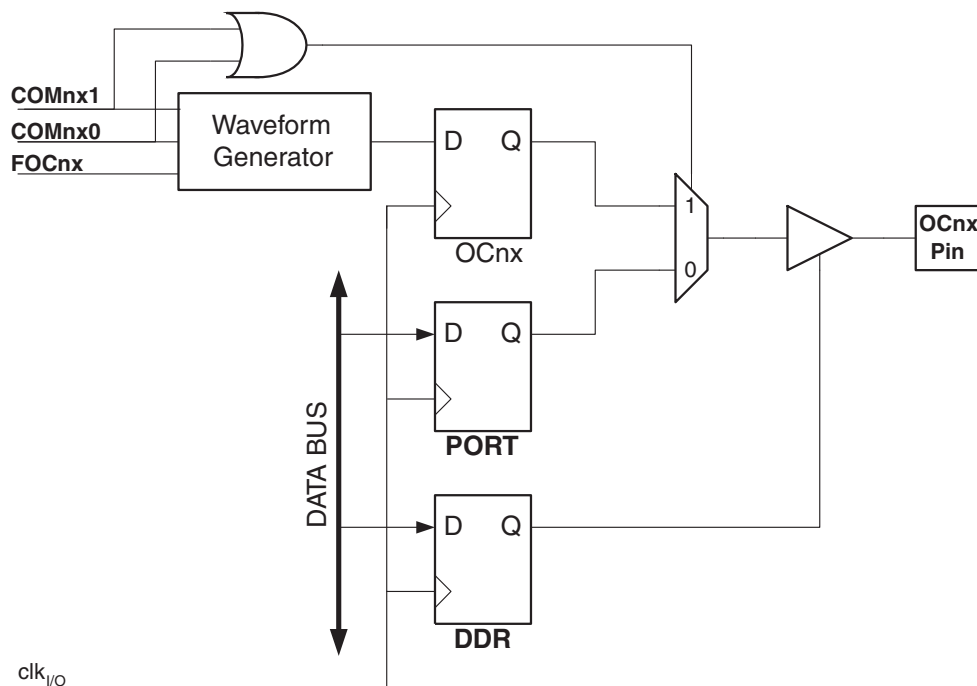 COMnx1
COMnx0
FOCnx
Waveform
Generator
D Q
OCnx
1
0
OCnx
Pin
D Q
PORT
DATA BUS
D Q
DDR
clkI/O